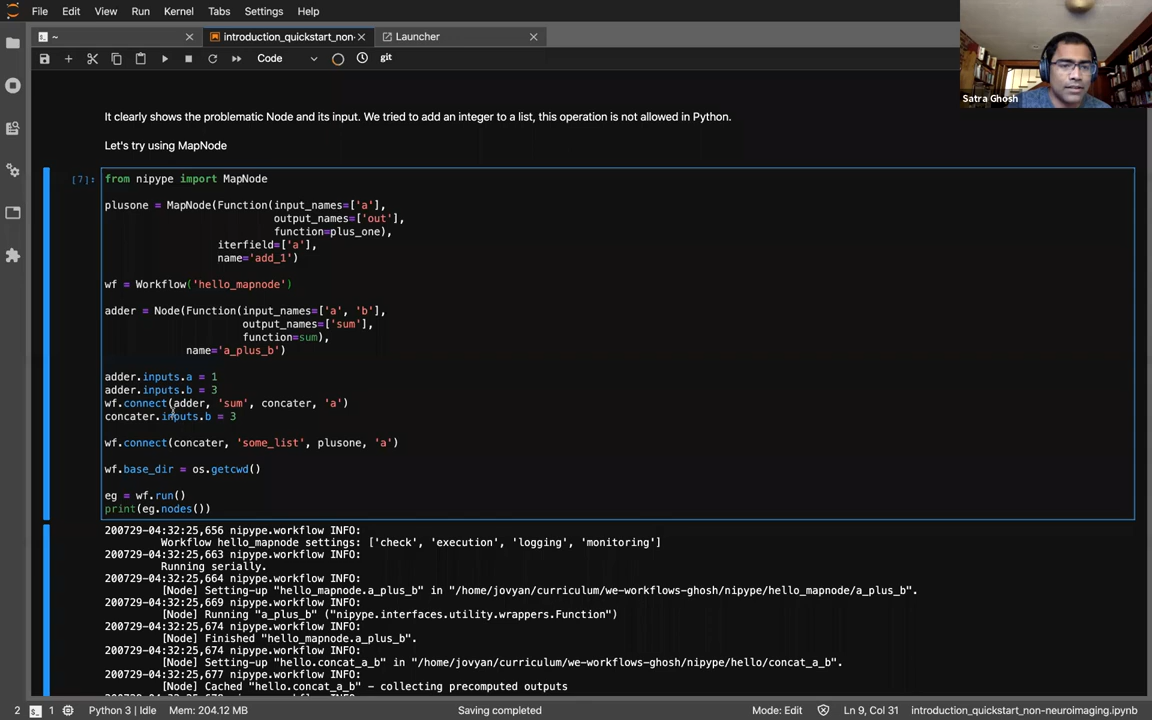 File Edit View Run Kernel Tabs Settings Help
~ introduction_quickstart_non- Launcher
Code git
Satra Ghosh
It clearly shows the problematic Node and its input. We tried to add an integer to a list, this operation is not allowed in Python.
Let's try using MapNode
[7]: from nipype import MapNode
plusone = MapNode(Function(input_names=['a'],
output_names=['out'],
function=plus_one),
iterfield=['a'],
name='add_1')
wf = Workflow('hello_mapnode')
adder = Node(Function(input_names=['a', 'b'],
output_names=['sum'],
function=sum),
name='a_plus_b')
adder.inputs.a = 1
adder.inputs.b = 3
wf.connect(adder, 'sum', concater, 'a')
concater.inputs.b = 3
wf.connect(concater, 'some_list', plusone, 'a')
wf.base_dir = os.getcwd()
eg = wf.run()
print(eg.nodes())
200729-04:32:25,656 nipype.workflow INFO:
Workflow hello_mapnode settings: ['check', 'execution', 'logging', 'monitoring']
200729-04:32:25,663 nipype.workflow INFO:
Running serially.
200729-04:32:25,664 nipype.workflow INFO:
[Node] Setting-up "hello_mapnode.a_plus_b" in "/home/jovyan/curriculum/we-workflows-ghosh/nipype/hello_mapnode/a_plus_b".
200729-04:32:25,669 nipype.workflow INFO:
[Node] Running "a_plus_b" ("nipype.interfaces.utility.wrappers.Function")
200729-04:32:25,674 nipype.workflow INFO:
[Node] Finished "hello_mapnode.a_plus_b".
200729-04:32:25,674 nipype.workflow INFO:
[Node] Setting-up "hello.concat_a_b" in "/home/jovyan/curriculum/we-workflows-ghosh/nipype/hello/concat_a_b".
200729-04:32:25,677 nipype.workflow INFO:
[Node] Cached "hello.concat_a_b" - collecting precomputed outputs
2 1 Python 3 | Idle Mem: 204.12 MB Saving completed Mode: Edit Ln 9, Col 31 introduction_quickstart_non-neuroimaging.ipynb